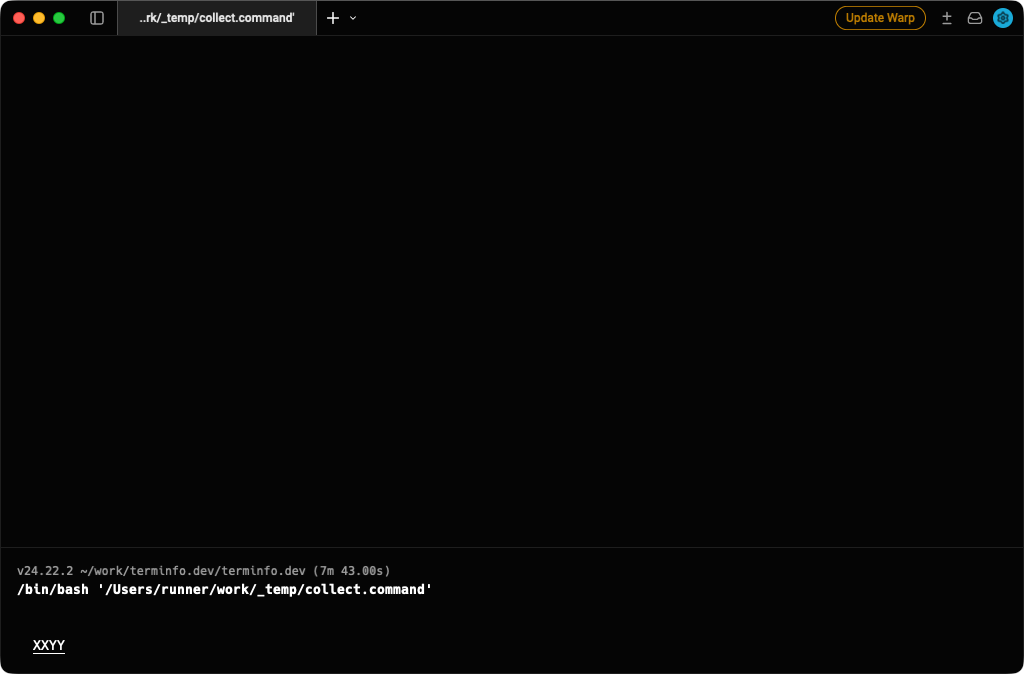 ..rk/_temp/collect.command'
Update Warp
v24.22.2 ~/work/terminfo.dev/terminfo.dev (7m 43.00s)
/bin/bash '/Users/runner/work/_temp/collect.command'
XXYY